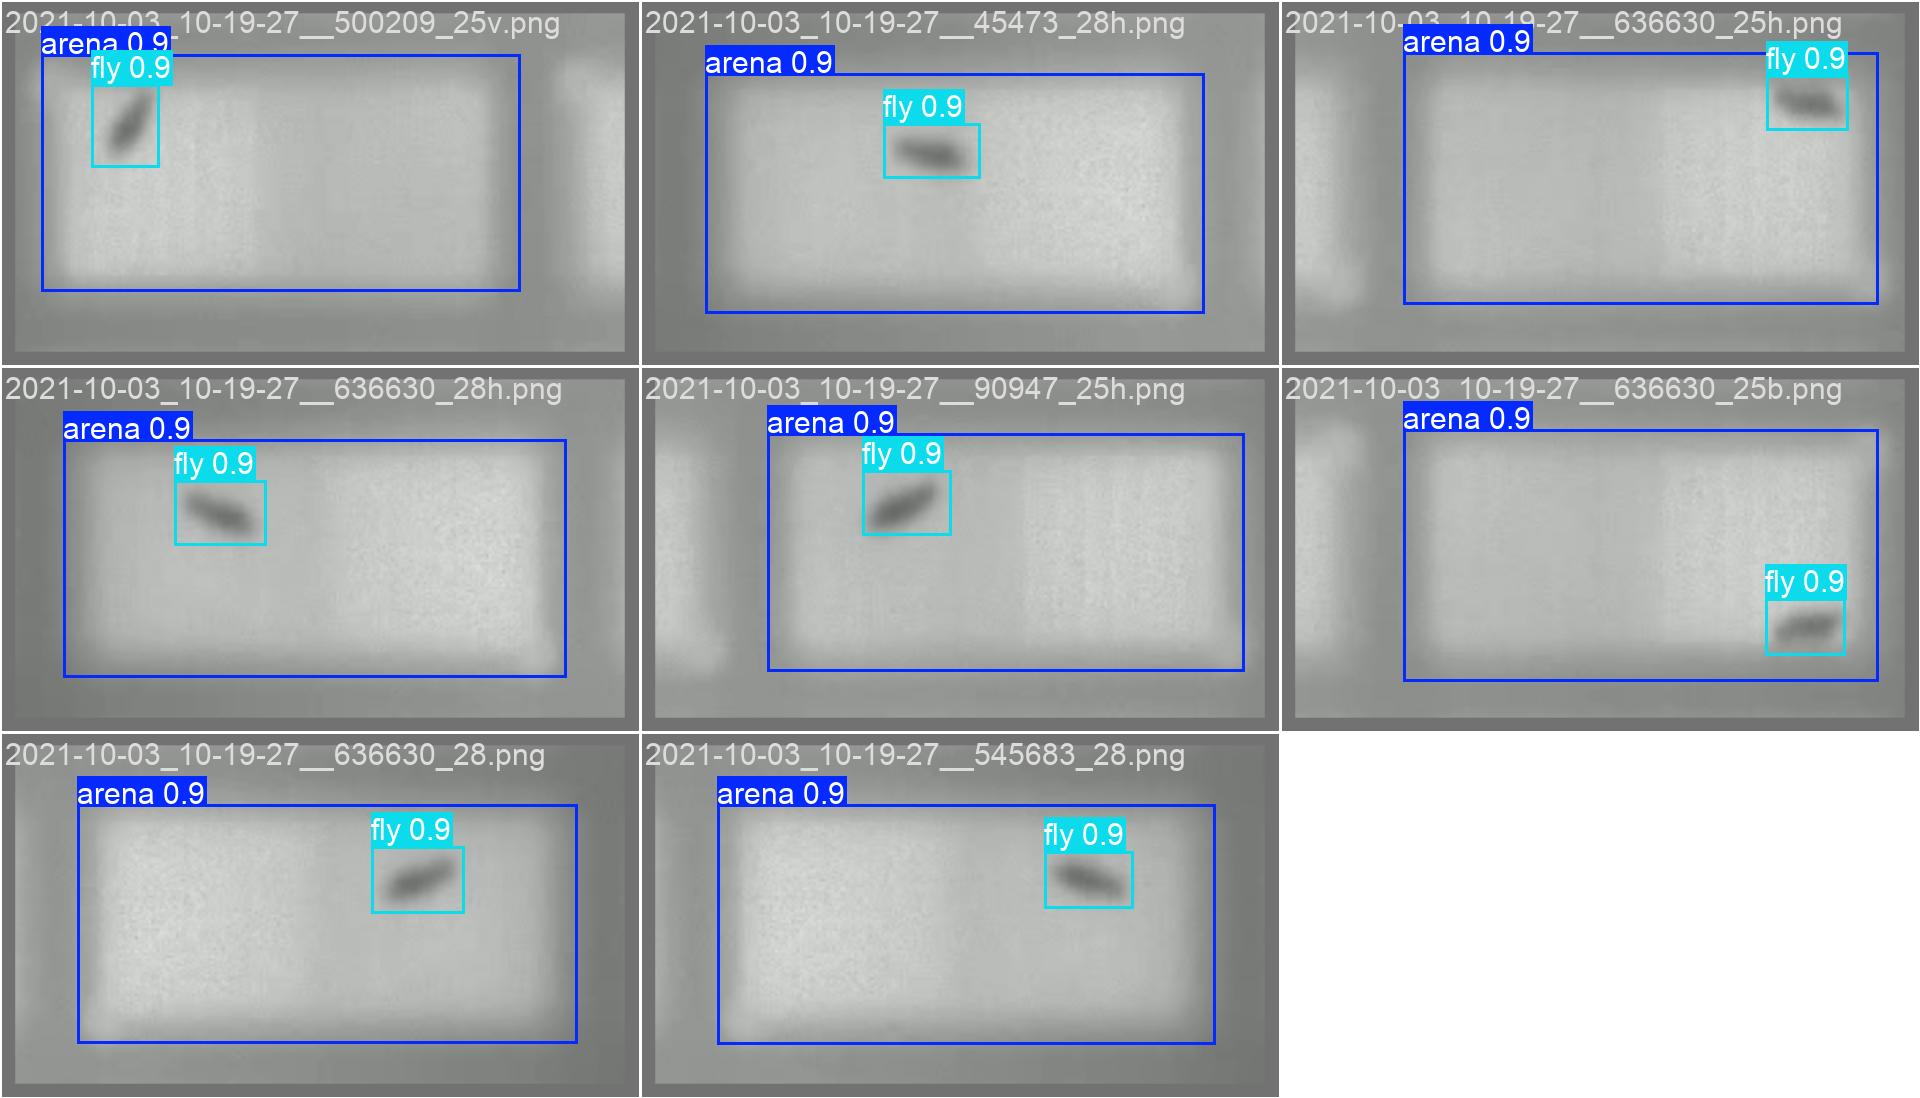 2021-10-03_10-19-27__500209_25v.png
arena 0.9
fly 0.9
2021-10-03_10-19-27__45473_28h.png
arena 0.9
fly 0.9
2021-10-03_10-19-27__636630_25h.png
arena 0.9
fly 0.9
2021-10-03_10-19-27__636630_28h.png
arena 0.9
fly 0.9
2021-10-03_10-19-27__90947_25h.png
arena 0.9
fly 0.9
2021-10-03_10-19-27__636630_25b.png
arena 0.9
fly 0.9
2021-10-03_10-19-27__636630_28.png
arena 0.9
fly 0.9
2021-10-03_10-19-27__545683_28.png
arena 0.9
fly 0.9